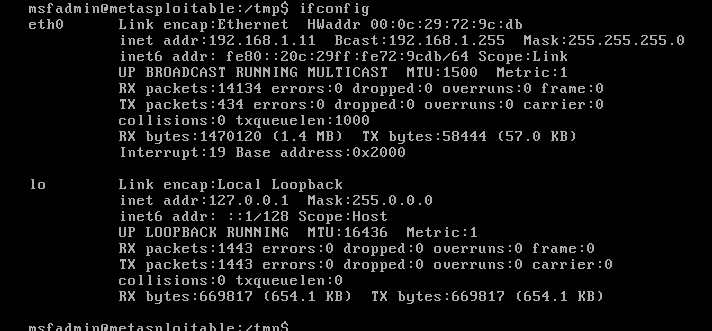 msfadmin@metasploitable:/tmp$ ifconfig
eth0      Link encap:Ethernet  HWaddr 00:0c:29:72:9c:db
          inet addr:192.168.1.11  Bcast:192.168.1.255  Mask:255.255.255.0
          inet6 addr: fe80::20c:29ff:fe72:9cdb/64 Scope:Link
          UP BROADCAST RUNNING MULTICAST  MTU:1500  Metric:1
          RX packets:14134 errors:0 dropped:0 overruns:0 frame:0
          TX packets:434 errors:0 dropped:0 overruns:0 carrier:0
          collisions:0 txqueuelen:1000
          RX bytes:1470120 (1.4 MB)  TX bytes:58444 (57.0 KB)
          Interrupt:19 Base address:0x2000
lo        Link encap:Local Loopback
          inet addr:127.0.0.1  Mask:255.0.0.0
          inet6 addr: ::1/128 Scope:Host
          UP LOOPBACK RUNNING  MTU:16436  Metric:1
          RX packets:1443 errors:0 dropped:0 overruns:0 frame:0
          TX packets:1443 errors:0 dropped:0 overruns:0 carrier:0
          collisions:0 txqueuelen:0
          RX bytes:669817 (654.1 KB)  TX bytes:669817 (654.1 KB)
msfadmin@metasploitable:/tmp$